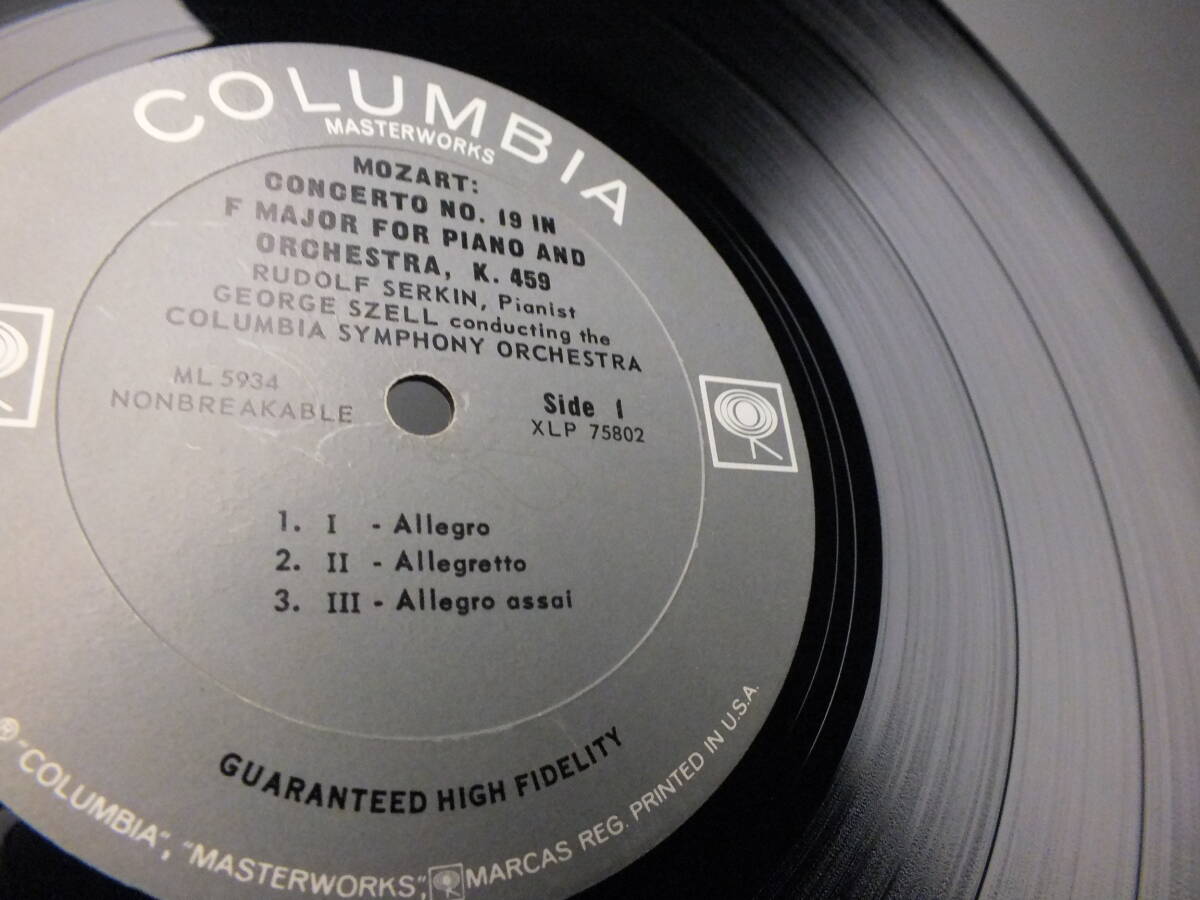 COLUMBIA
MASTERWORKS
MOZART:
CONCERTO NO. 19 IN
F MAJOR FOR PIANO AND
ORCHESTRA, K. 459
RUDOLF SERKIN, Pianist
GEORGE SZELL conducting the
COLUMBIA SYMPHONY ORCHESTRA
ML 5934
NONBREAKABLE
Side 1
XLP 75802
1. I - Allegro
2. II - Allegretto
3. III - Allegro assai
GUARANTEED HIGH FIDELITY
® "COLUMBIA", "MASTERWORKS", MARCAS REG. PRINTED IN U.S.A.